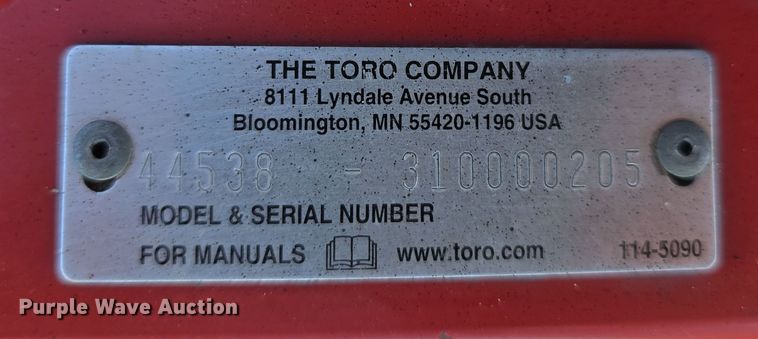 THE TORO COMPANY
8111 Lyndale Avenue South
Bloomington, MN 55420-1196 USA
44538 - 310000205
MODEL & SERIAL NUMBER
FOR MANUALS www.toro.com 114-5090
Purple Wave Auction